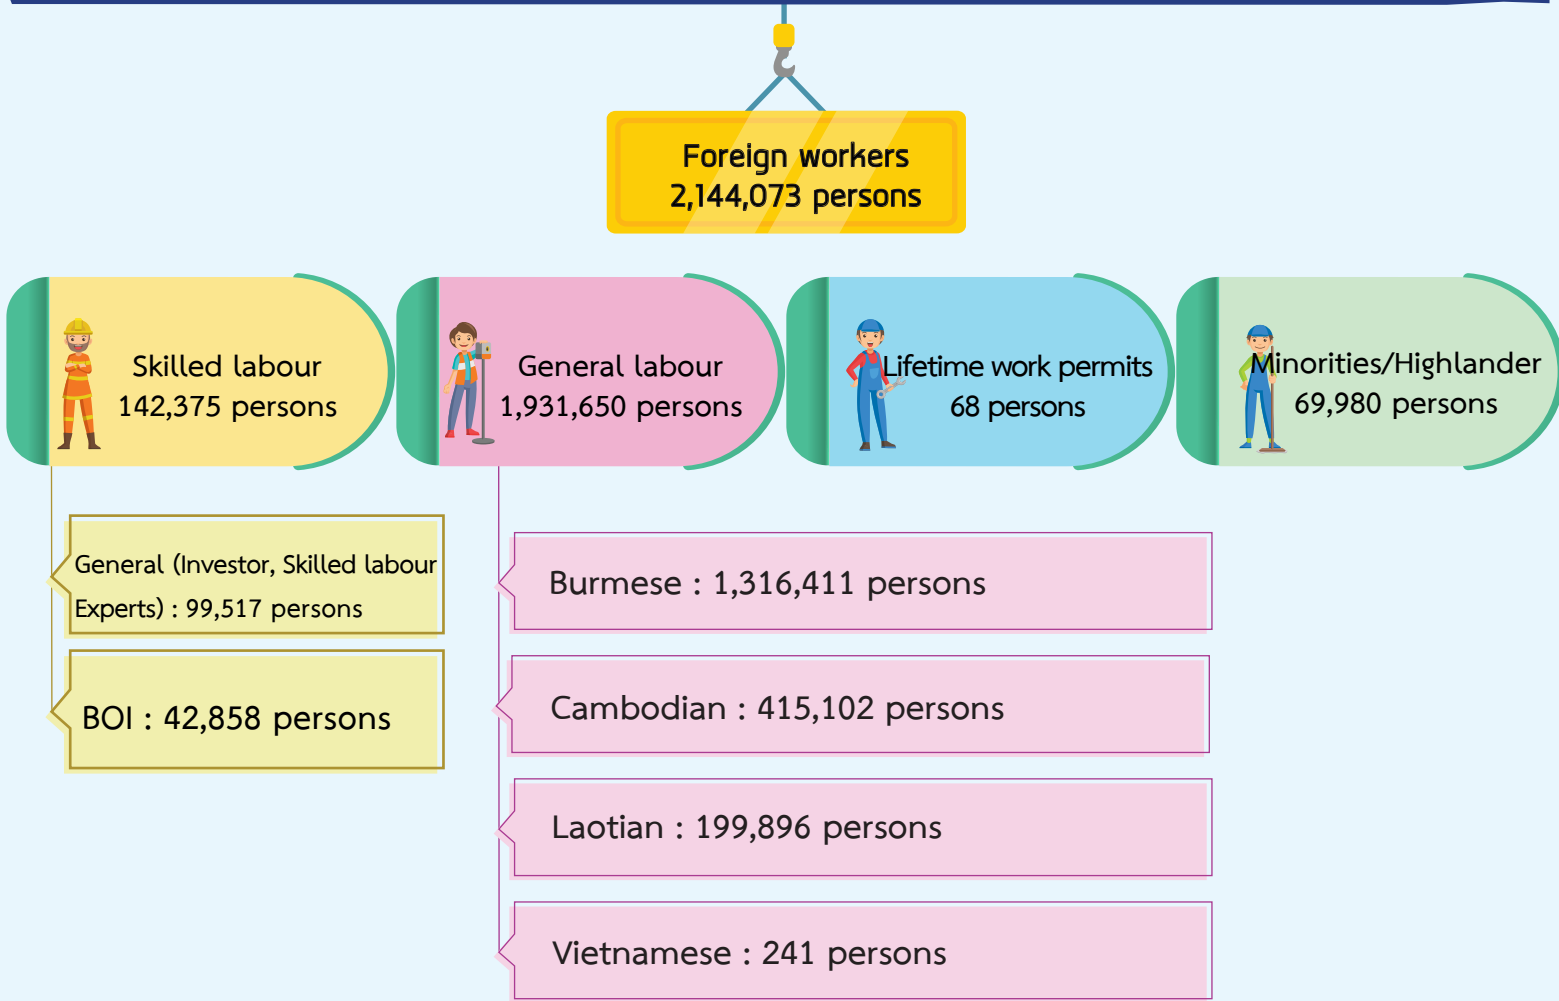 Foreign workers
2,144,073 persons
Skilled labour
142,375 persons
General labour
1,931,650 persons
Lifetime work permits
68 persons
Minorities/Highlander
69,980 persons
General (Investor, Skilled labour
Experts) : 99,517 persons
BOI : 42,858 persons
Burmese : 1,316,411 persons
Cambodian : 415,102 persons
Laotian : 199,896 persons
Vietnamese : 241 persons